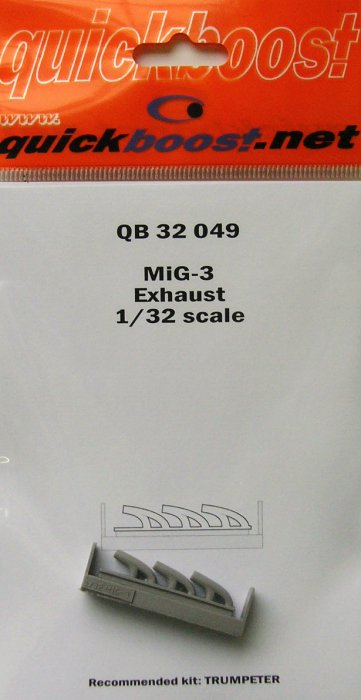 quickboost
www.
quickboost.net
QB 32 049
MiG-3
Exhaust
1/32 scale
Recommended kit: TRUMPETER